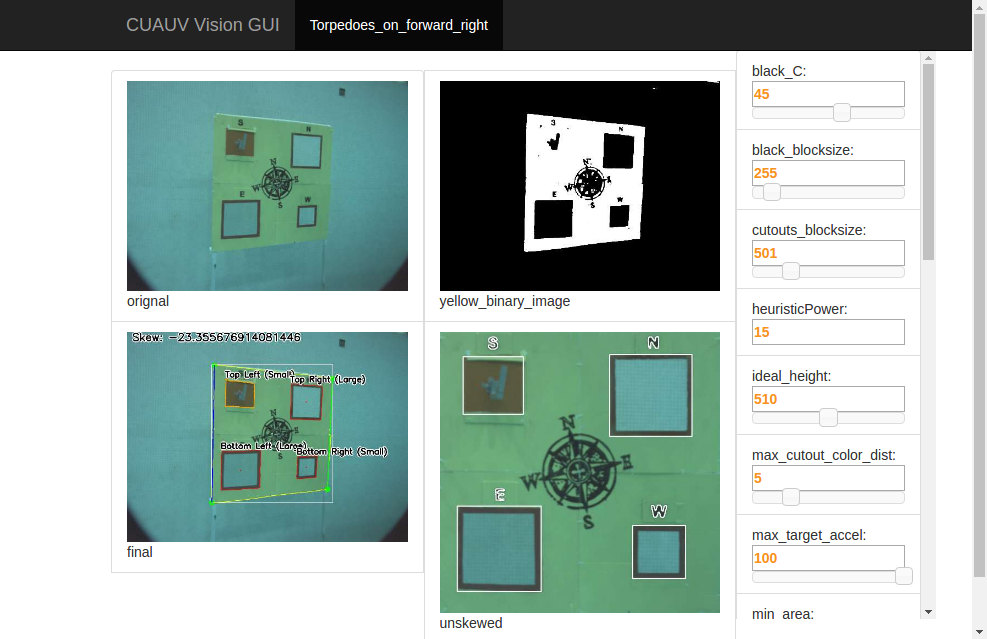 CUAUV Vision GUI
Torpedoes_on_forward_right
S
N
N
W
E
S
E
W
orignal
S
N
N
W
E
S
E
W
yellow_binary_image
Skew: -23.355676914081446
Top Left (Small)
Top Right (Large)
N
W
E
S
Bottom Left (Large)
Bottom Right (Small)
final
S
N
N
W
E
S
E
W
unskewed
black_C:
45
black_blocksize:
255
cutouts_blocksize:
501
heuristicPower:
15
ideal_height:
510
max_cutout_color_dist:
5
max_target_accel:
100
min_area: